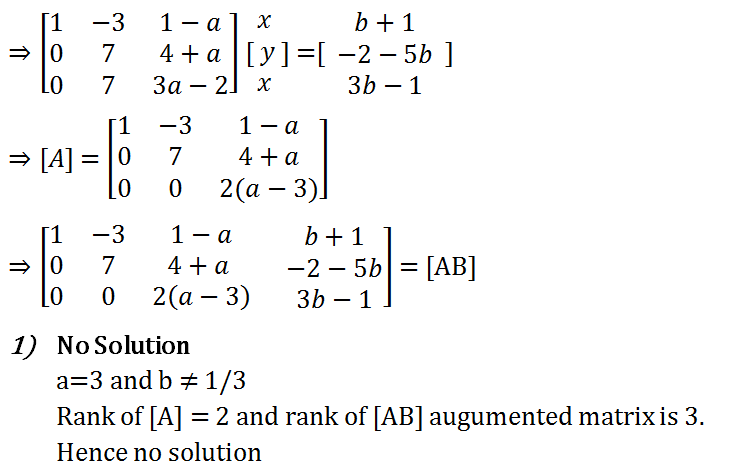 ⇒ [1 −3 1 − a] x b + 1
[0 7 4 + a] [ y ] =[ −2 − 5b ]
[0 7 3a − 2] x 3b − 1
⇒ [A] = [1 −3 1 − a]
[0 7 4 + a]
[0 0 2(a − 3)]
⇒ [1 −3 1 − a b + 1]
[0 7 4 + a −2 − 5b] = [AB]
[0 0 2(a − 3) 3b − 1]
1) No Solution
a=3 and b ≠ 1/3
Rank of [A] = 2 and rank of [AB] augumented matrix is 3.
Hence no solution